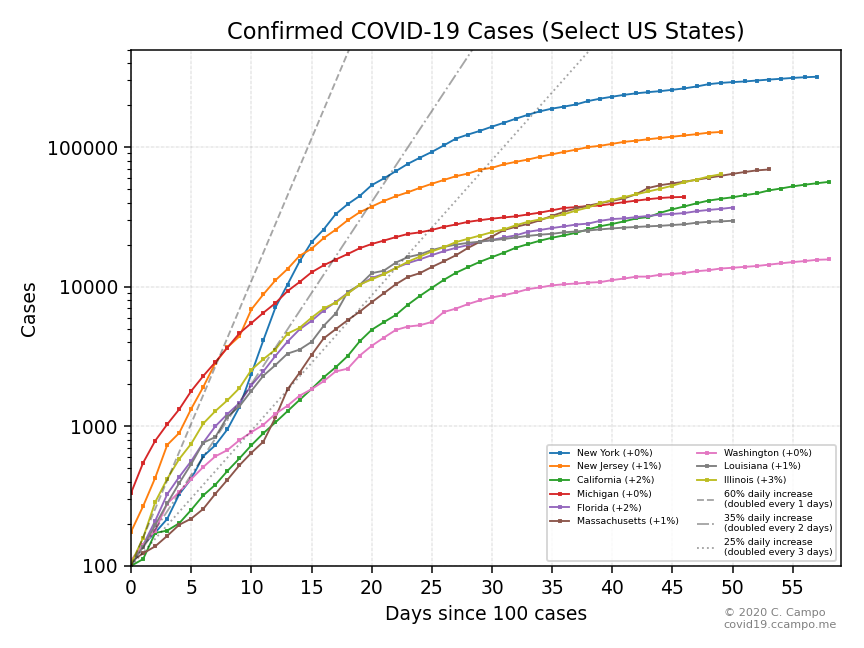 Confirmed COVID-19 Cases (Select US States)
Cases
100000
10000
1000
100
0 5 10 15 20 25 30 35 40 45 50 55
Days since 100 cases
New York (+0%)
New Jersey (+1%)
California (+2%)
Michigan (+0%)
Florida (+2%)
Massachusetts (+1%)
Washington (+0%)
Louisiana (+1%)
Illinois (+3%)
60% daily increase
(doubled every 1 days)
35% daily increase
(doubled every 2 days)
25% daily increase
(doubled every 3 days)
© 2020 C. Campo
covid19.ccampo.me